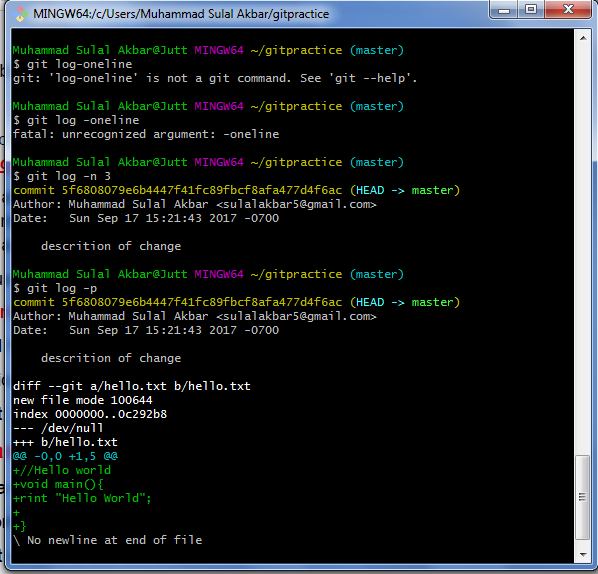 MINGW64:/c/Users/Muhammad Sulal Akbar/gitpractice
Muhammad Sulal Akbar@Jutt MINGW64 ~/gitpractice (master)
$ git log-oneline
git: 'log-oneline' is not a git command. See 'git --help'.
Muhammad Sulal Akbar@Jutt MINGW64 ~/gitpractice (master)
$ git log -oneline
fatal: unrecognized argument: -oneline
Muhammad Sulal Akbar@Jutt MINGW64 ~/gitpractice (master)
$ git log -n 3
commit 5f6808079e6b4447f41fc89fbcf8afa477d4f6ac (HEAD -> master)
Author: Muhammad Sulal Akbar <sulalakbar5@gmail.com>
Date:   Sun Sep 17 15:21:43 2017 -0700
    descrition of change
Muhammad Sulal Akbar@Jutt MINGW64 ~/gitpractice (master)
$ git log -p
commit 5f6808079e6b4447f41fc89fbcf8afa477d4f6ac (HEAD -> master)
Author: Muhammad Sulal Akbar <sulalakbar5@gmail.com>
Date:   Sun Sep 17 15:21:43 2017 -0700
    descrition of change
diff --git a/hello.txt b/hello.txt
new file mode 100644
index 0000000..0c292b8
--- /dev/null
+++ b/hello.txt
@@ -0,0 +1,5 @@
+//Hello world
+void main(){
+rint "Hello World";
+
+}
\ No newline at end of file